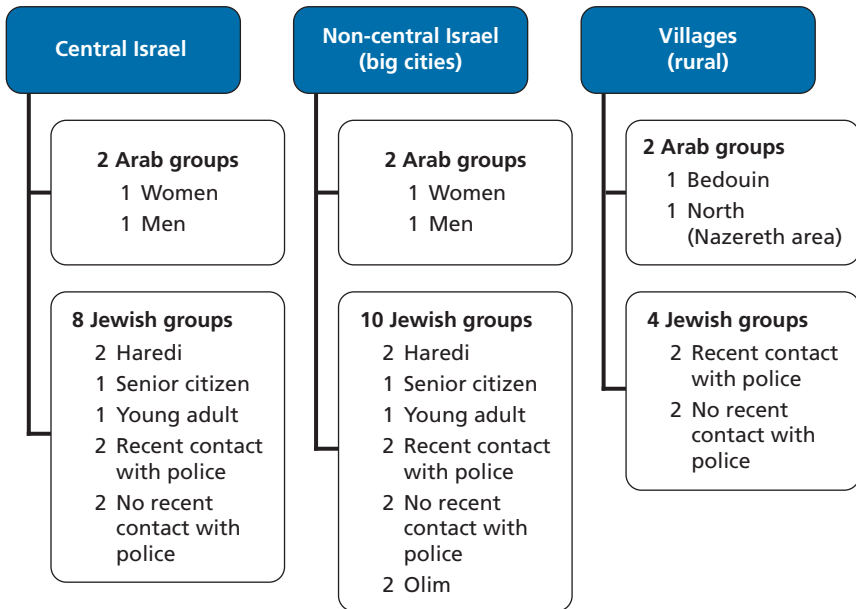 Central Israel
2 Arab groups
1 Women
1 Men
8 Jewish groups
2 Haredi
1 Senior citizen
1 Young adult
2 Recent contact
with police
2 No recent
contact with
police
Non-central Israel
(big cities)
2 Arab groups
1 Women
1 Men
10 Jewish groups
2 Haredi
1 Senior citizen
1 Young adult
2 Recent contact
with police
2 No recent
contact with
police
2 Olim
Villages
(rural)
2 Arab groups
1 Bedouin
1 North
(Nazereth area)
4 Jewish groups
2 Recent contact
with police
2 No recent
contact with
police